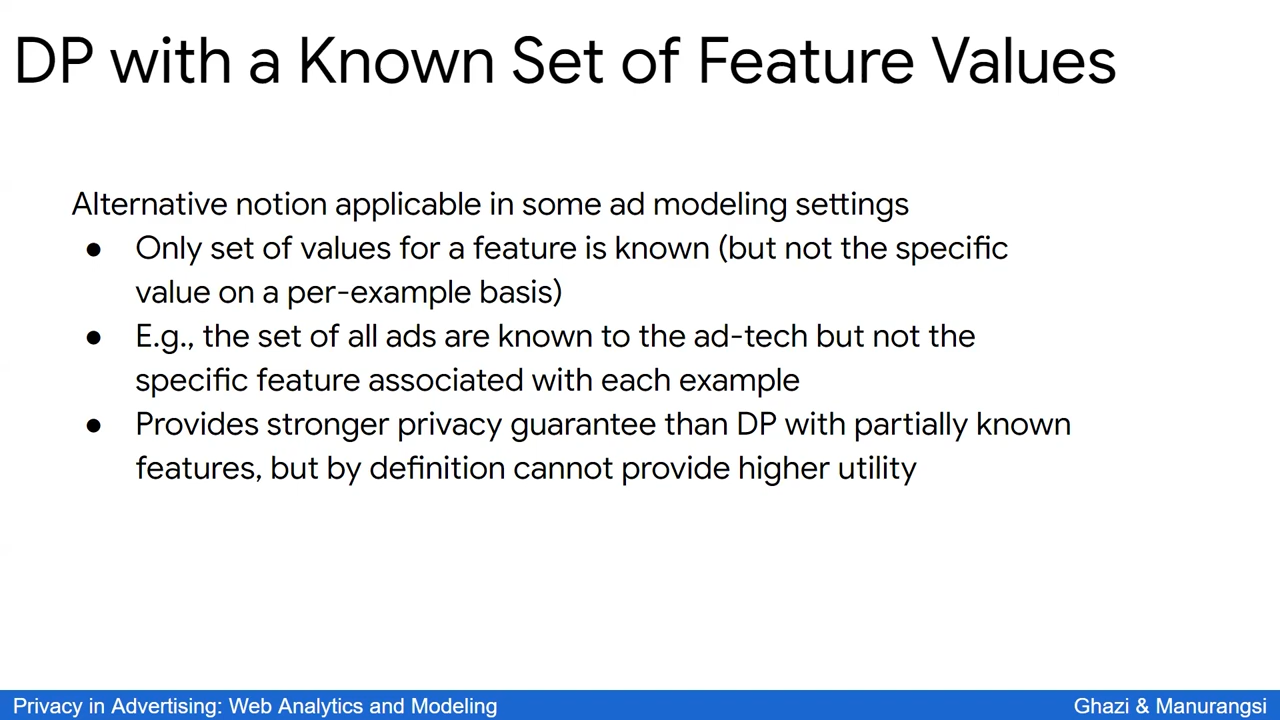 DP with a Known Set of Feature Values
Alternative notion applicable in some ad modeling settings
● Only set of values for a feature is known (but not the specific
value on a per-example basis)
● E.g., the set of all ads are known to the ad-tech but not the
specific feature associated with each example
● Provides stronger privacy guarantee than DP with partially known
features, but by definition cannot provide higher utility
Privacy in Advertising: Web Analytics and Modeling
Ghazi & Manurangsi